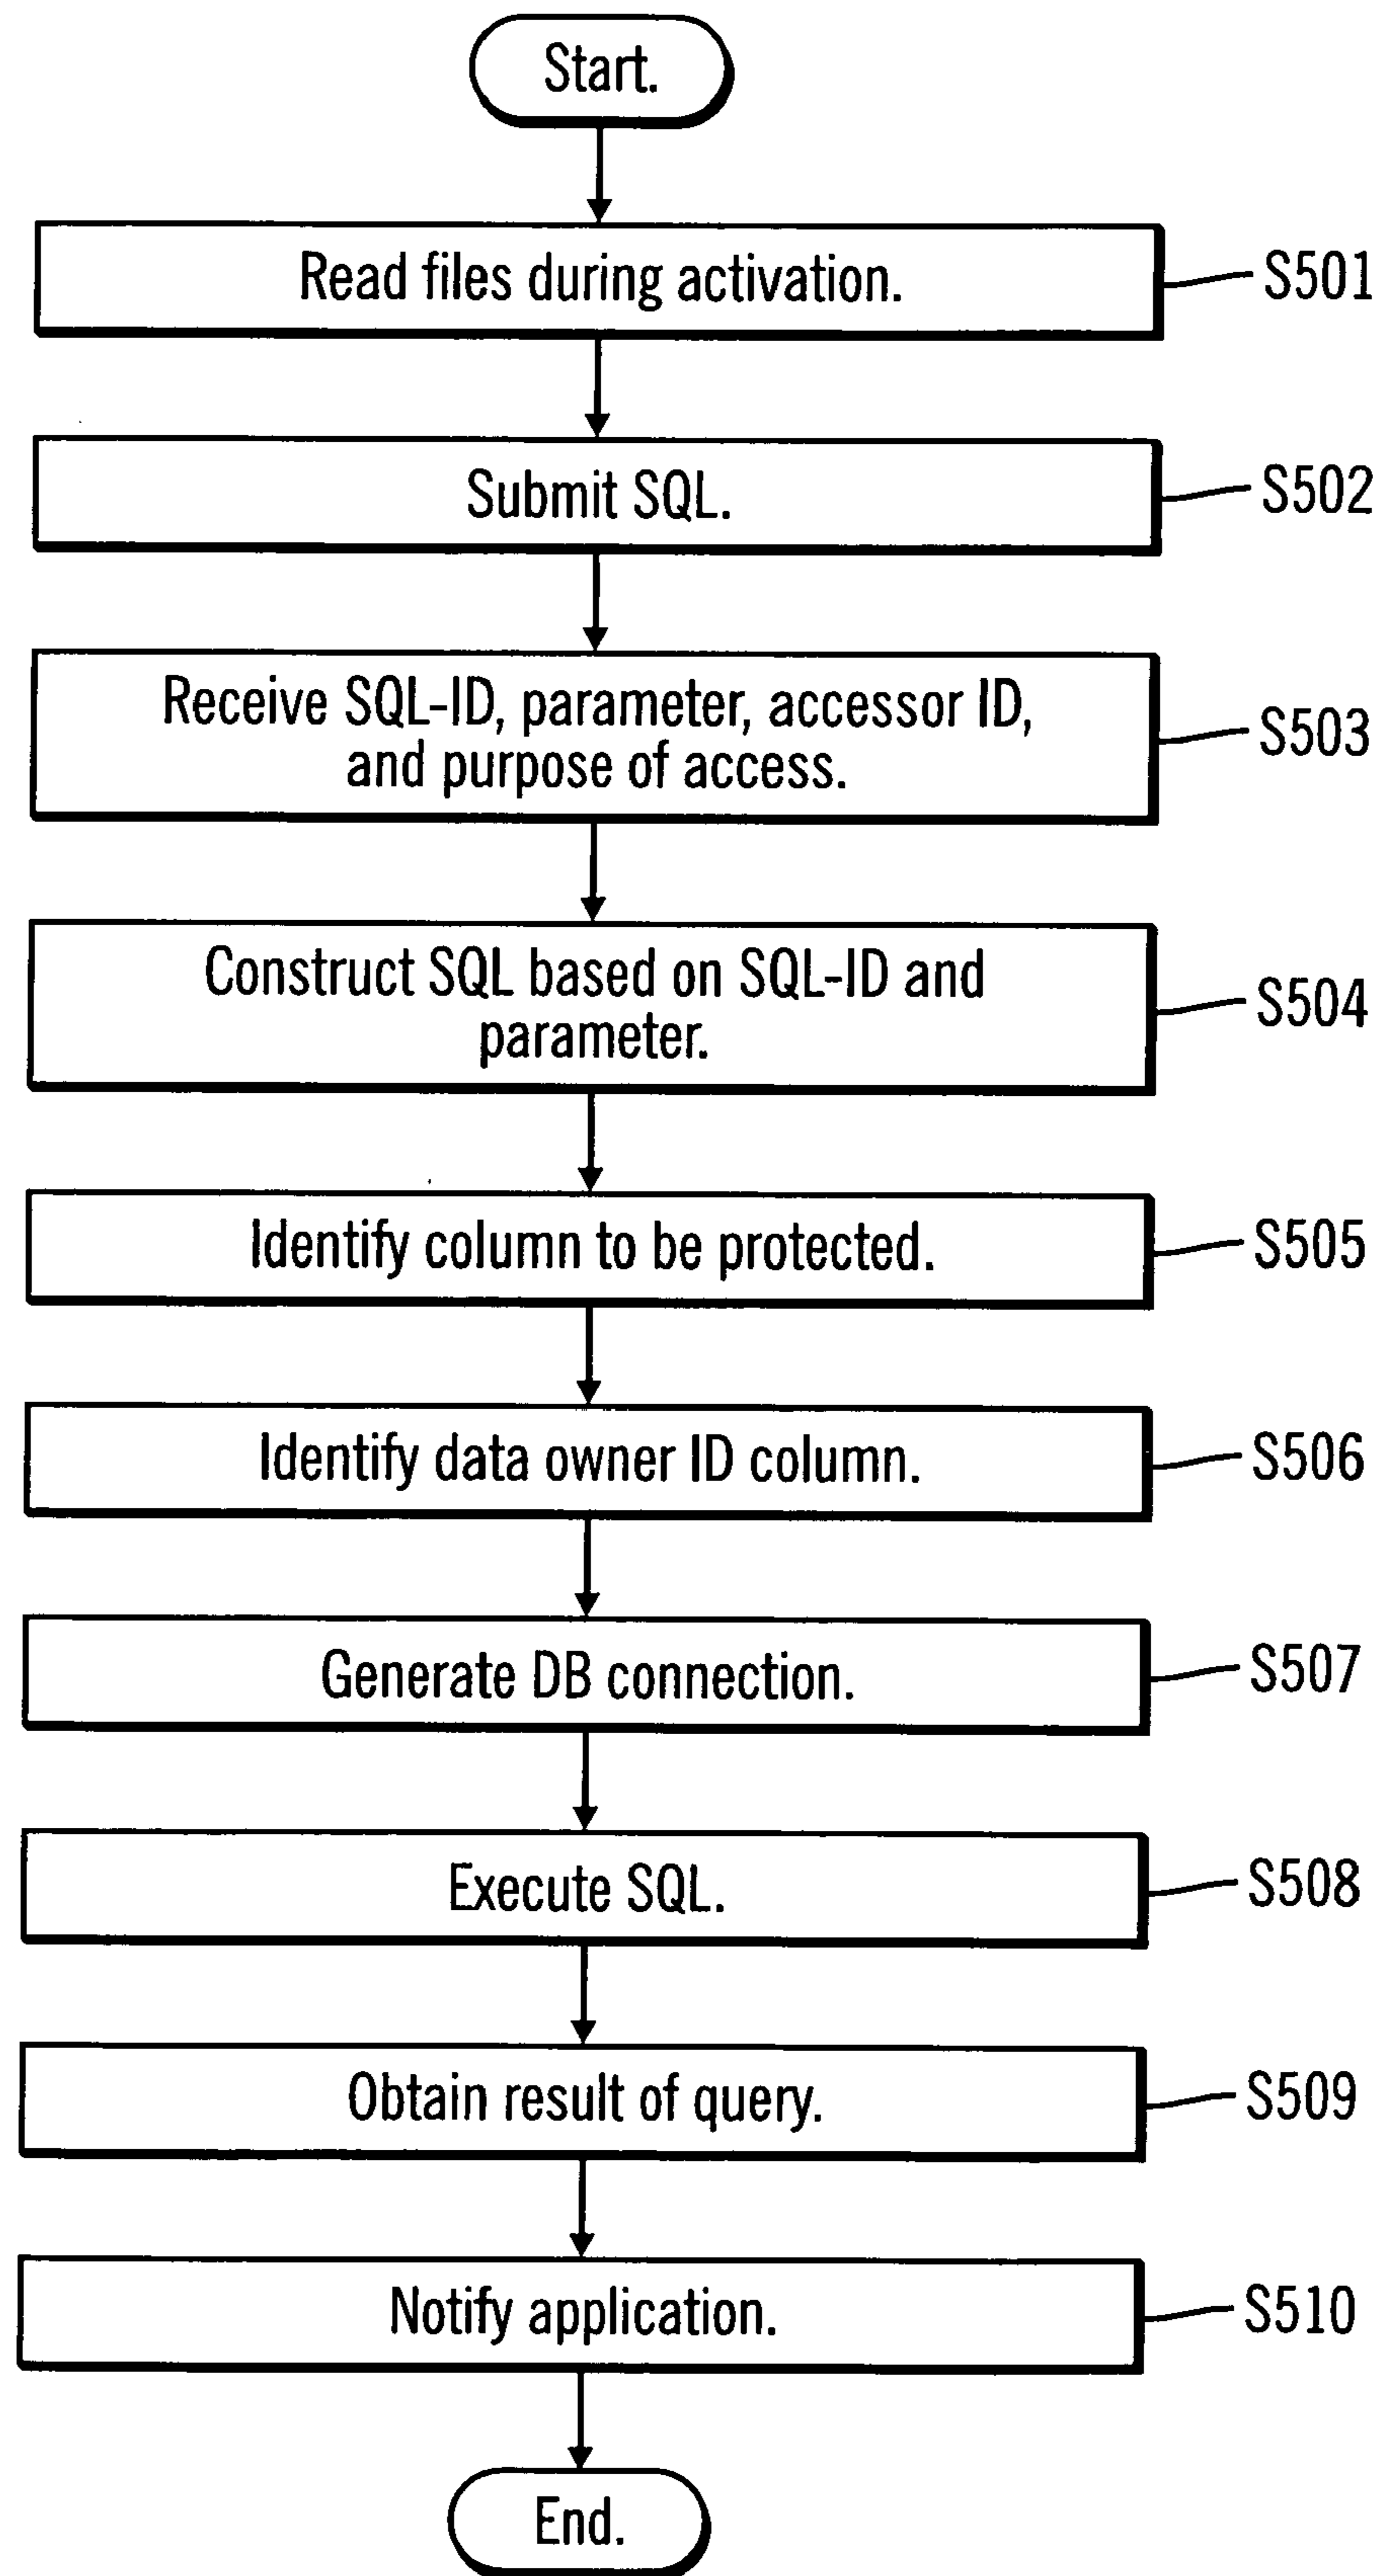 Start.
Read files during activation.
S501
Submit SQL.
S502
Receive SQL-ID, parameter, accessor ID,
and purpose of access.
S503
Construct SQL based on SQL-ID and
parameter.
S504
Identify column to be protected.
S505
Identify data owner ID column.
S506
Generate DB connection.
S507
Execute SQL.
S508
Obtain result of query.
S509
Notify application.
S510
End.